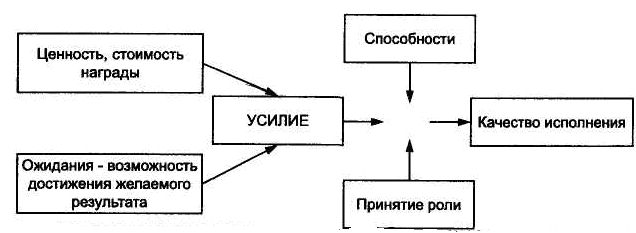 Способности
Ценность, стоимость
награды
УСИЛИЕ
Качество исполнения
Ожидания - возможность
достижения желаемого
результата
Принятие роли